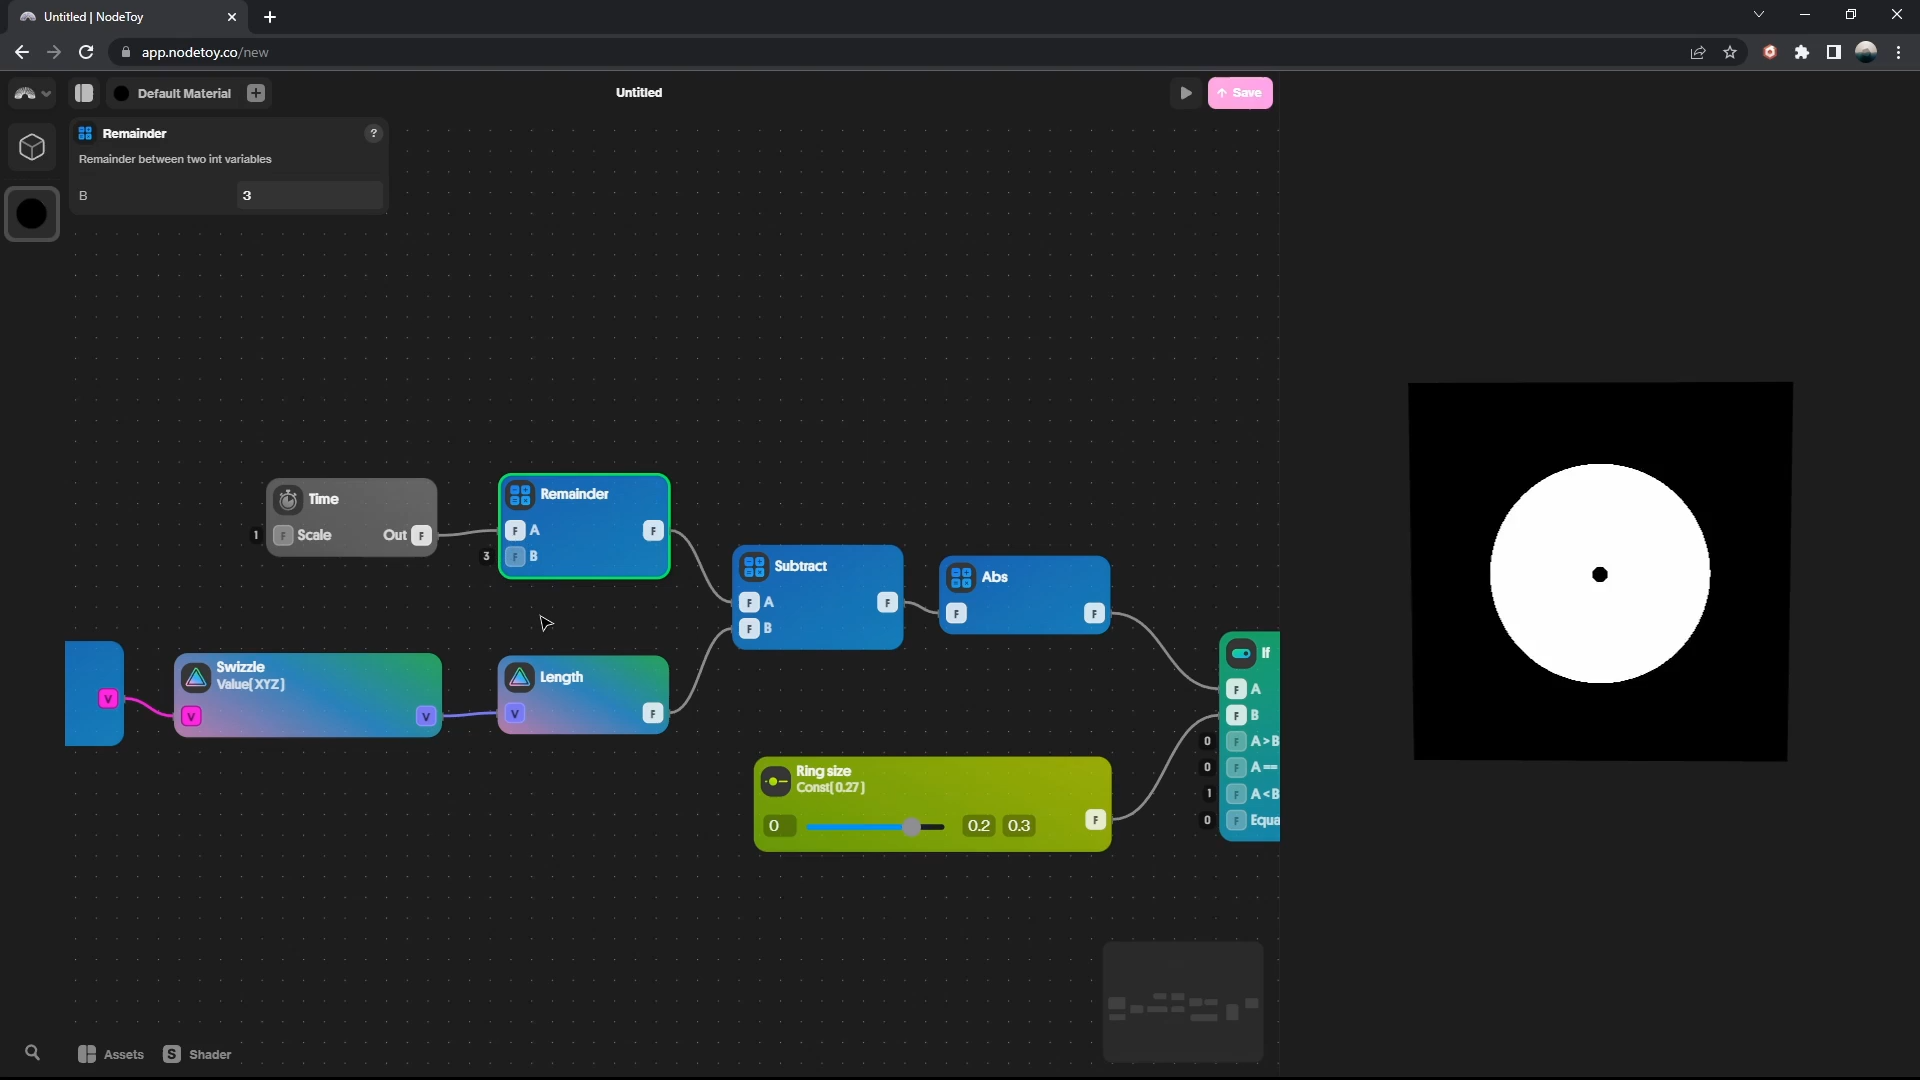 Untitled | NodeToy
app.nodetoy.co/new
Default Material
Untitled
Save
Remainder
?
Remainder between two int variables
B
3
Time
1
F
Scale
Out
F
Remainder
F
A
F
3
F
B
Subtract
F
A
F
F
B
Abs
F
F
V
Swizzle
Value(XYZ)
V
V
Length
V
F
Ring size
Const(0.27)
0
0.2
0.3
F
If
F
A
F
B
0
F
A>B
0
F
A==
1
F
A<B
0
F
Equa
Assets
S
Shader